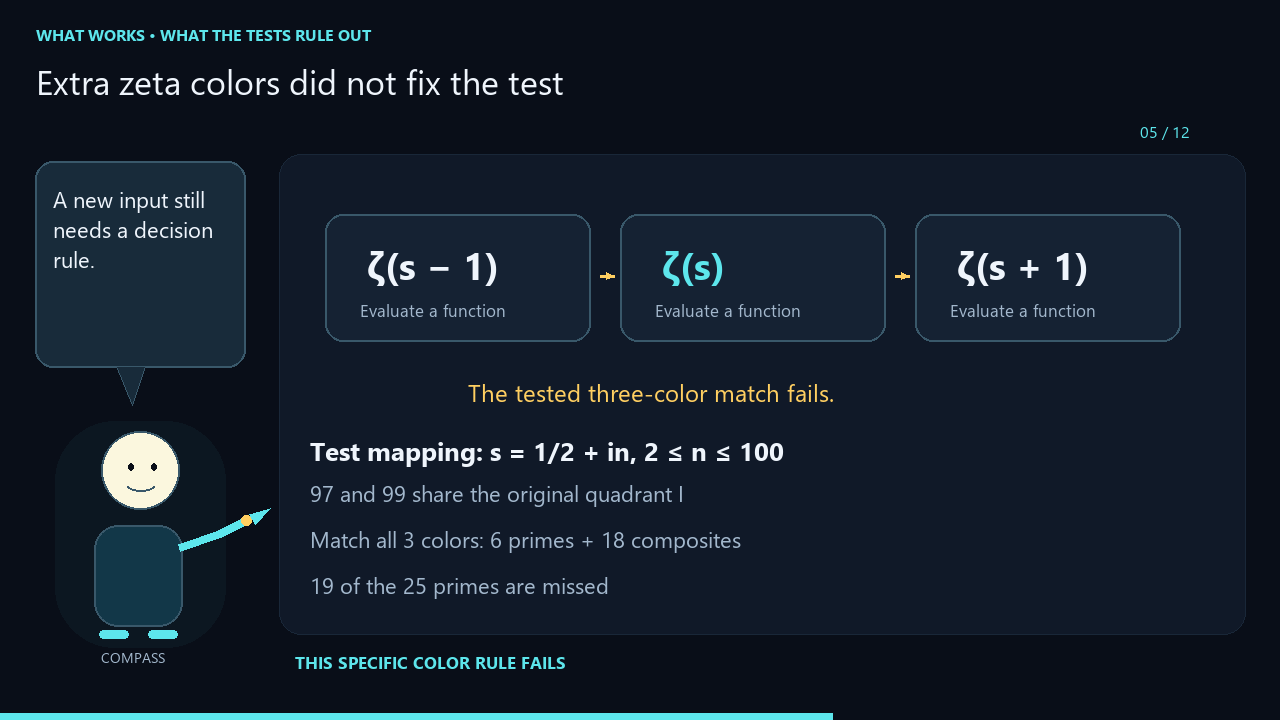 WHAT WORKS • WHAT THE TESTS RULE OUT
Extra zeta colors did not fix the test
05 / 12
A new input still
needs a decision
rule.
ζ(s − 1)
Evaluate a function
ζ(s)
Evaluate a function
ζ(s + 1)
Evaluate a function
The tested three-color match fails.
Test mapping: s = 1/2 + in, 2 ≤ n ≤ 100
97 and 99 share the original quadrant I
Match all 3 colors: 6 primes + 18 composites
19 of the 25 primes are missed
COMPASS
THIS SPECIFIC COLOR RULE FAILS